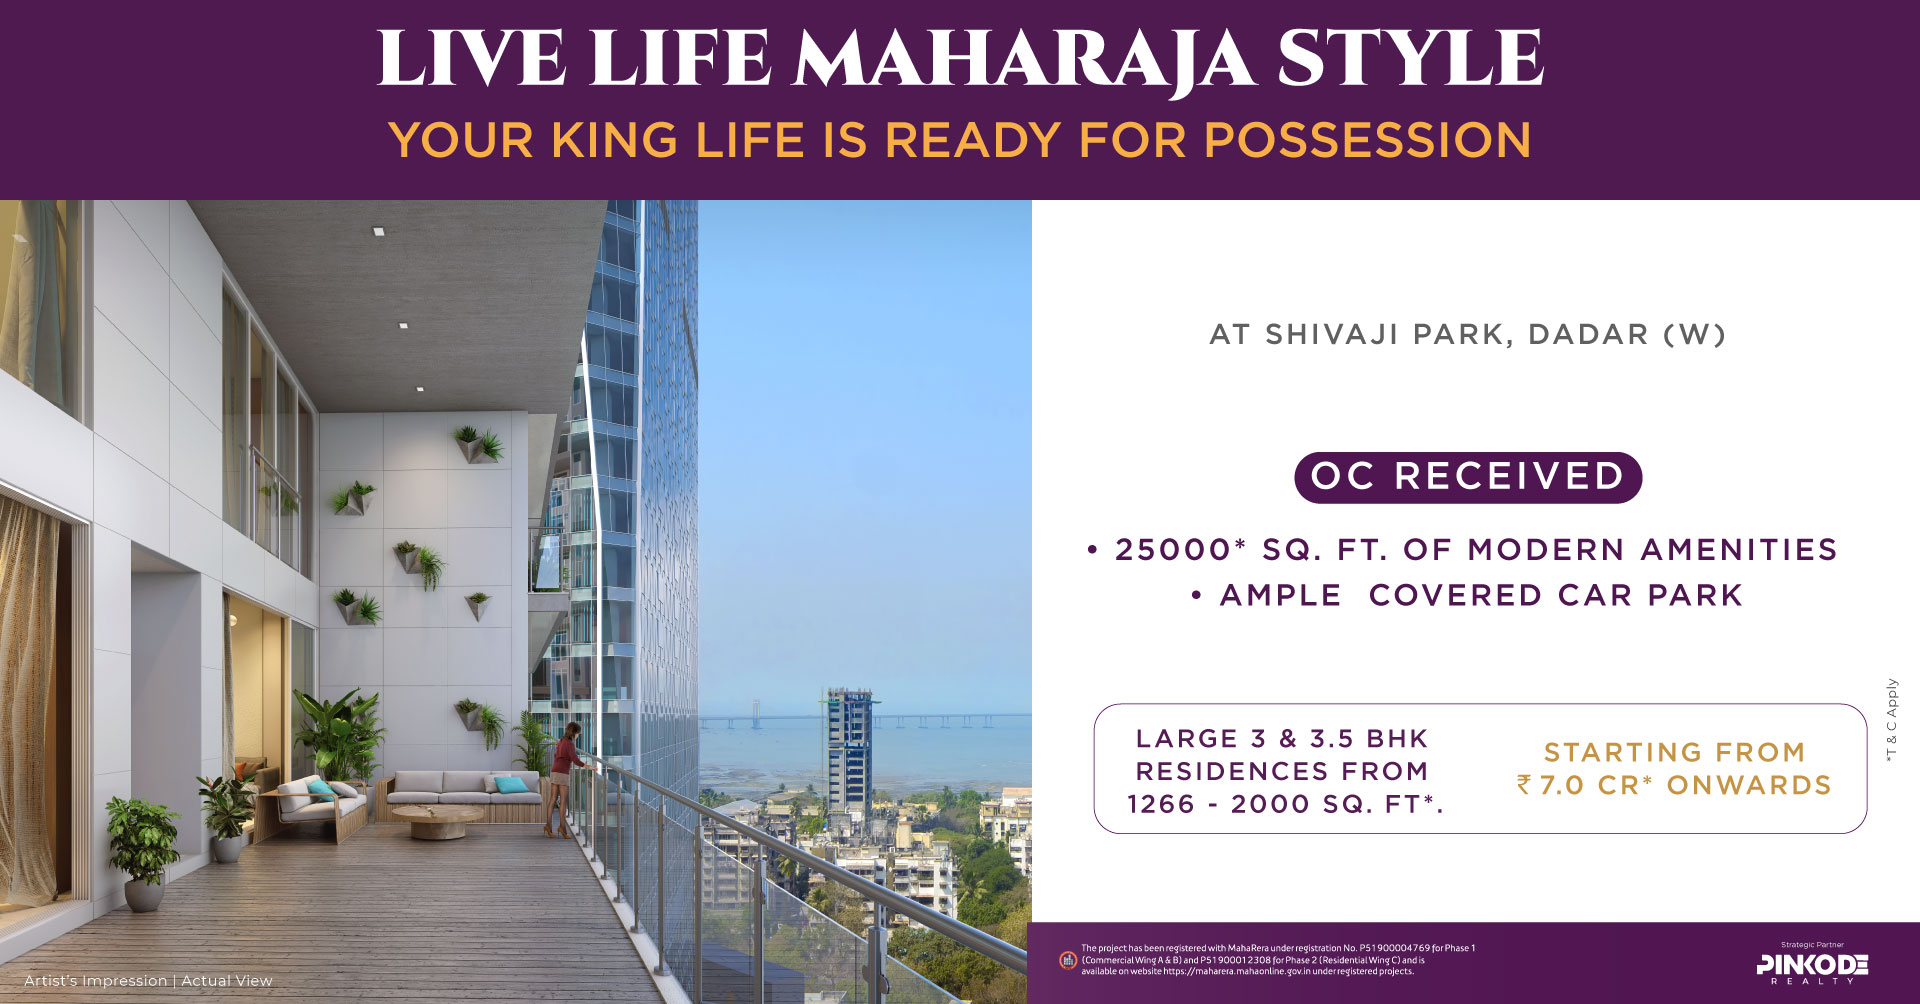 LIVE LIFE MAHARAJA STYLE
YOUR KING LIFE IS READY FOR POSSESSION
AT SHIVAJI PARK, DADAR (W)
OC RECEIVED
• 25000* SQ. FT. OF MODERN AMENITIES
• AMPLE COVERED CAR PARK
LARGE 3 & 3.5 BHK
RESIDENCES FROM
1266 - 2000 SQ. FT*.
STARTING FROM
₹ 7.0 CR* ONWARDS
*T & C Apply
Artist's Impression | Actual View
The project has been registered with MahaRera under registration No. P51900004769 for Phase 1
(Commercial Wing A & B) and P51900012308 for Phase 2 (Residential Wing C) and is
available on website https://maharera.mahaonline.gov.in under registered projects.
Strategic Partner
PINKODE
REALTY